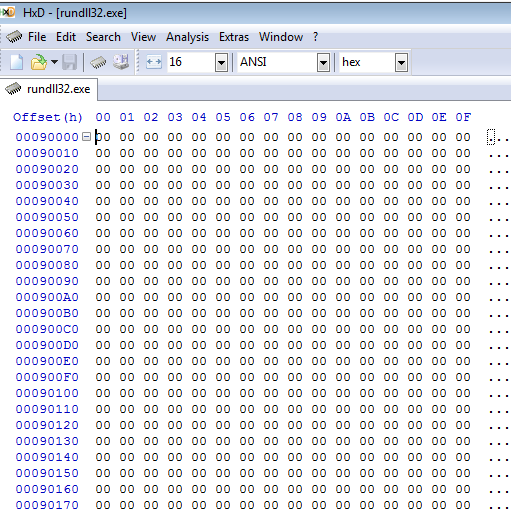 HxD - [rundll32.exe]
File Edit Search View Analysis Extras Window ?
16 ANSI hex
rundll32.exe
Offset(h) 00 01 02 03 04 05 06 07 08 09 0A 0B 0C 0D 0E 0F
00090000 00 00 00 00 00 00 00 00 00 00 00 00 00 00 00 00 ...
00090010 00 00 00 00 00 00 00 00 00 00 00 00 00 00 00 00 ...
00090020 00 00 00 00 00 00 00 00 00 00 00 00 00 00 00 00 ...
00090030 00 00 00 00 00 00 00 00 00 00 00 00 00 00 00 00 ...
00090040 00 00 00 00 00 00 00 00 00 00 00 00 00 00 00 00 ...
00090050 00 00 00 00 00 00 00 00 00 00 00 00 00 00 00 00 ...
00090060 00 00 00 00 00 00 00 00 00 00 00 00 00 00 00 00 ...
00090070 00 00 00 00 00 00 00 00 00 00 00 00 00 00 00 00 ...
00090080 00 00 00 00 00 00 00 00 00 00 00 00 00 00 00 00 ...
00090090 00 00 00 00 00 00 00 00 00 00 00 00 00 00 00 00 ...
000900A0 00 00 00 00 00 00 00 00 00 00 00 00 00 00 00 00 ...
000900B0 00 00 00 00 00 00 00 00 00 00 00 00 00 00 00 00 ...
000900C0 00 00 00 00 00 00 00 00 00 00 00 00 00 00 00 00 ...
000900D0 00 00 00 00 00 00 00 00 00 00 00 00 00 00 00 00 ...
000900E0 00 00 00 00 00 00 00 00 00 00 00 00 00 00 00 00 ...
000900F0 00 00 00 00 00 00 00 00 00 00 00 00 00 00 00 00 ...
00090100 00 00 00 00 00 00 00 00 00 00 00 00 00 00 00 00 ...
00090110 00 00 00 00 00 00 00 00 00 00 00 00 00 00 00 00 ...
00090120 00 00 00 00 00 00 00 00 00 00 00 00 00 00 00 00 ...
00090130 00 00 00 00 00 00 00 00 00 00 00 00 00 00 00 00 ...
00090140 00 00 00 00 00 00 00 00 00 00 00 00 00 00 00 00 ...
00090150 00 00 00 00 00 00 00 00 00 00 00 00 00 00 00 00 ...
00090160 00 00 00 00 00 00 00 00 00 00 00 00 00 00 00 00 ...
00090170 00 00 00 00 00 00 00 00 00 00 00 00 00 00 00 00 ...